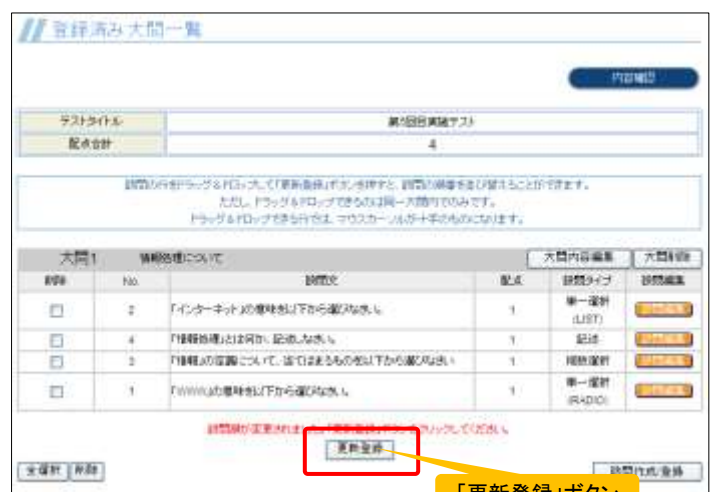 登録済み大問一覧
内容確認
テストタイトル 第5回目実施テスト
配点合計 4
設問の行をドラッグ&ドロップして「更新登録」ボタンを押すと、設問の順番を並び替えることができます。
ただし、ドラッグ&ドロップできるのは同一大問内でのみです。
ドラッグ&ドロップできる行では、マウスカーソルが十字のものになります。
大問1 情報処理について 大問内容編集 大問削除
削除 No. 設問文 配点 設問タイプ 設問編集
2 「インターネット」の意味を以下から選びなさい。 1 単一選択
(LIST)
4 「情報処理」とは何か、記述しなさい。 1 記述
3 「情報」の定義について、当てはまるものを以下から選びなさい 1 複数選択
1 「WWW」の意味を以下から選びなさい。 1 単一選択
(RADIO)
設問順が変更されました。「更新登録」ボタンをクリックしてください。
更新登録
全選択 削除 設問作成/登録
「更新登録」ボタン